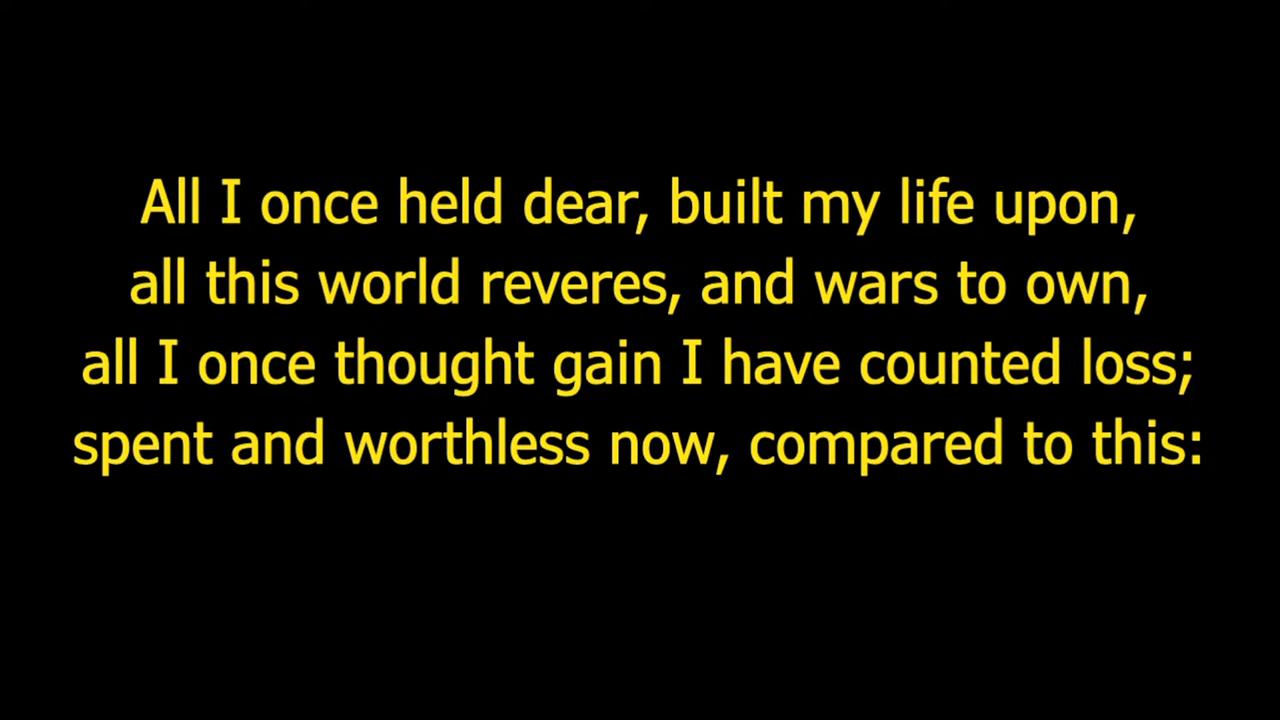 All I once held dear, built my life upon,
all this world reveres, and wars to own,
all I once thought gain I have counted loss;
spent and worthless now, compared to this: